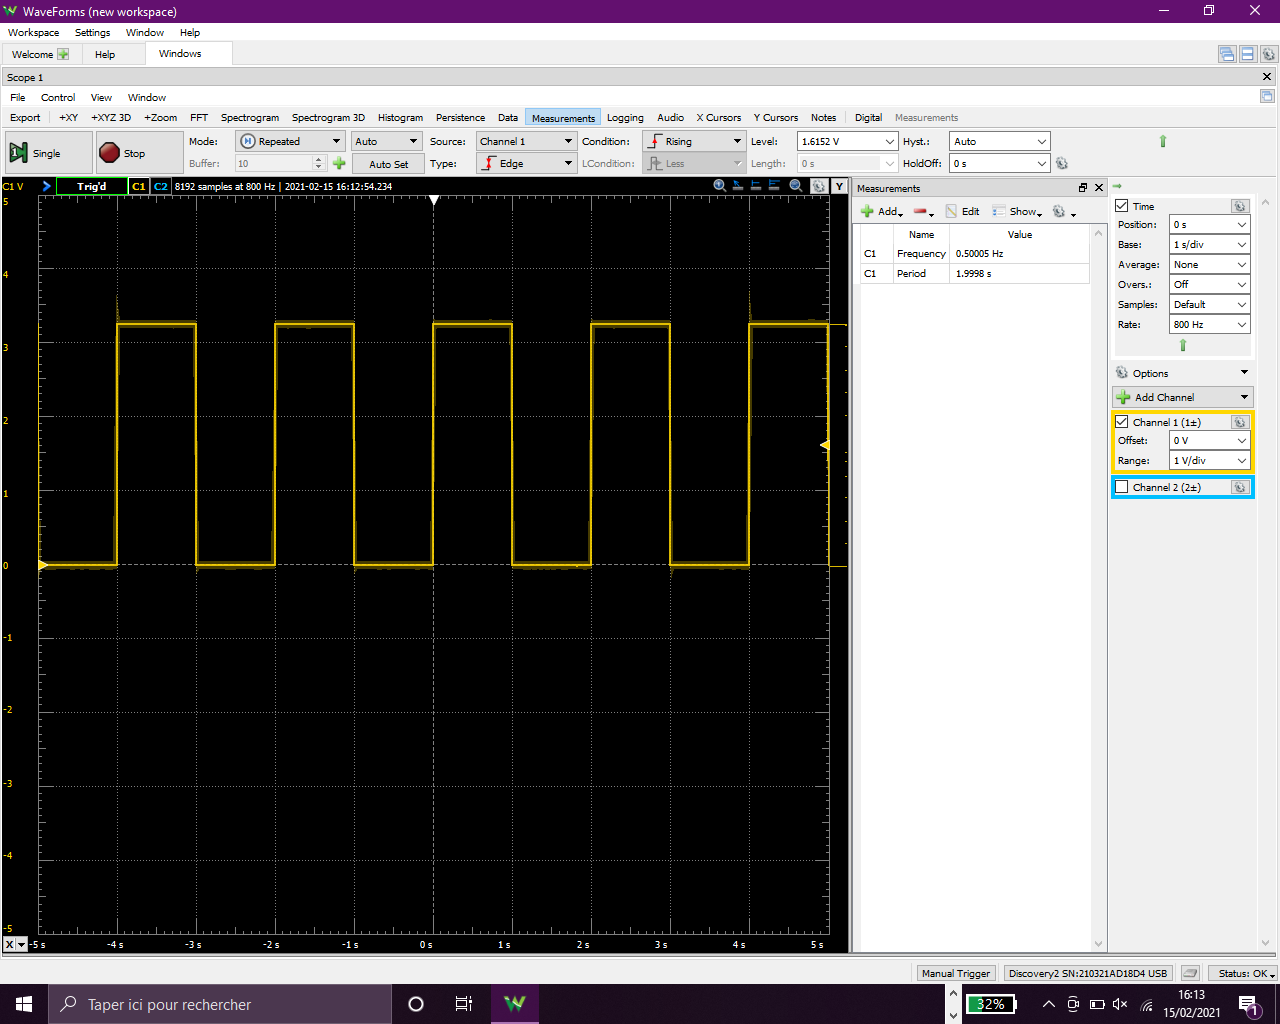 WaveForms (new workspace)
Workspace Settings Window Help
Welcome Help Windows
Scope 1
File Control View Window
Export +XY +XYZ 3D +Zoom FFT Spectrogram Spectrogram 3D Histogram Persistence Data Measurements Logging Audio X Cursors Y Cursors Notes Digital Measurements
Single Stop Mode: Repeated Auto Source: Channel 1 Condition: Rising Level: 1.6152 V Hyst.: Auto
Buffer: 10 Auto Set Type: Edge LCondition: Less Length: 0 s HoldOff: 0 s
C1 V Trig'd C1 C2 8192 samples at 800 Hz | 2021-02-15 16:12:54.234 Y
5
4
3
2
1
0
-1
-2
-3
-4
-5
X -5 s -4 s -3 s -2 s -1 s 0 s 1 s 2 s 3 s 4 s 5 s
Measurements
Add Edit Show
Name Value
C1 Frequency 0.50005 Hz
C1 Period 1.9998 s
Time
Position: 0 s
Base: 1 s/div
Average: None
Overs.: Off
Samples: Default
Rate: 800 Hz
Options
Add Channel
Channel 1 (1±)
Offset: 0 V
Range: 1 V/div
Channel 2 (2±)
Manual Trigger Discovery2 SN:210321AD18D4 USB Status: OK
Taper ici pour rechercher
32%
16:13
15/02/2021
1